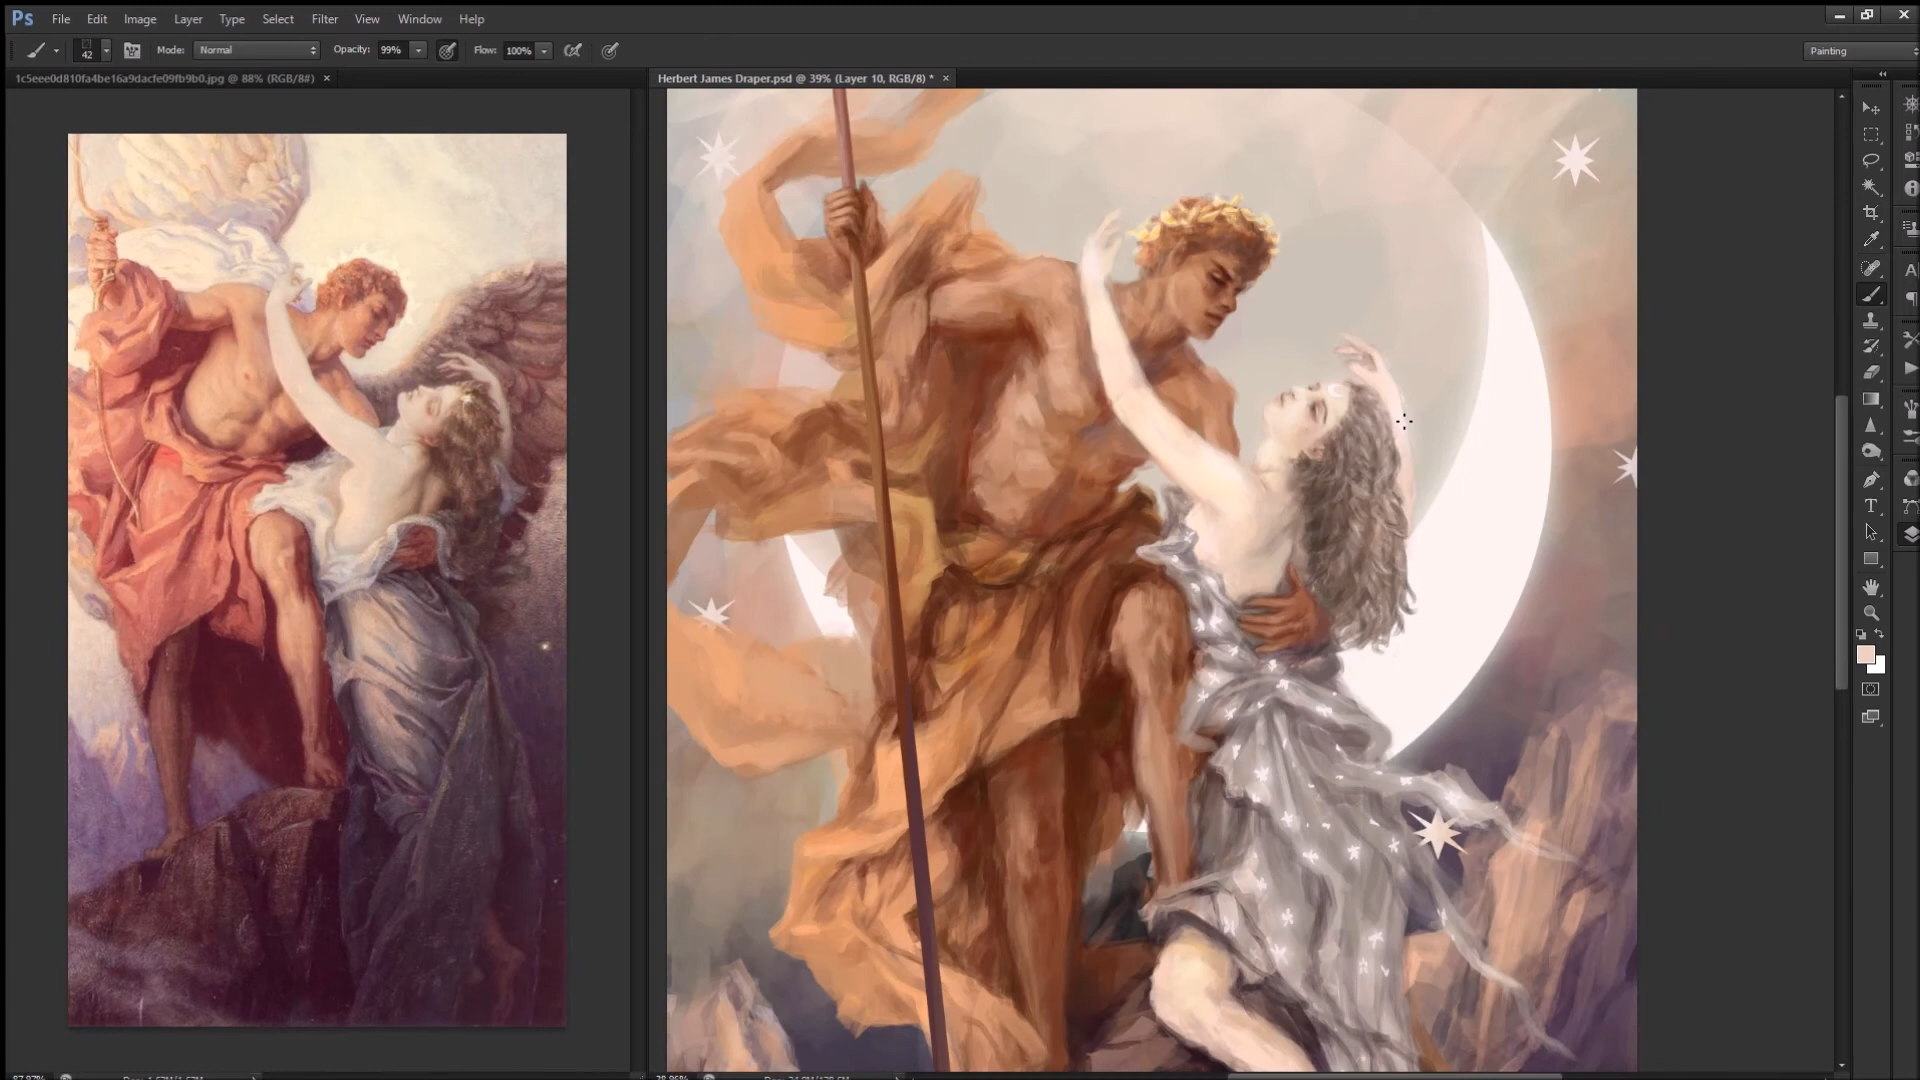 Ps File Edit Image Layer Type Select Filter View Window Help
42 Mode: Normal Opacity: 99% Flow: 100% Painting
1c5eee0d810fa4be16a9dacfe09fb9b0.jpg @ 88% (RGB/8#) ×
Herbert James Draper.psd @ 39% (Layer 10, RGB/8) * ×